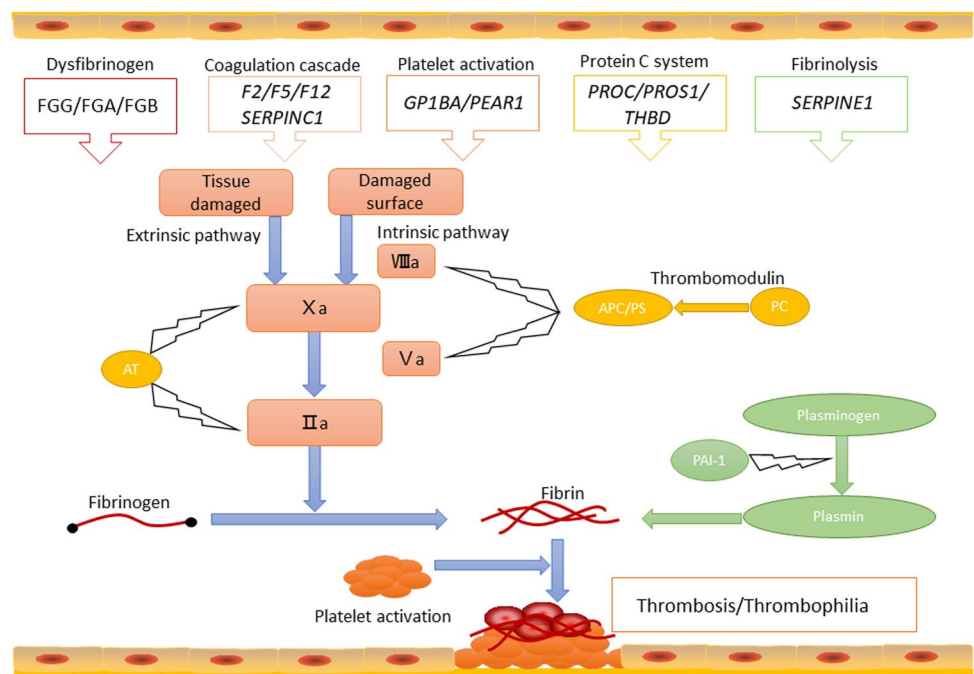 Dysfibrinogen
Coagulation cascade
Platelet activation
Protein C system
Fibrinolysis
FGG/FGA/FGB
F2/F5/F12
SERPINC1
GP1BA/PEAR1
PROC/PROS1/
THBD
SERPINE1
Tissue
damaged
Damaged
surface
Extrinsic pathway
Intrinsic pathway
Ⅷa
Thrombomodulin
Ⅹa
APC/PS
PC
AT
Ⅴa
Ⅱa
Plasminogen
PAI-1
Fibrinogen
Fibrin
Plasmin
Platelet activation
Thrombosis/Thrombophilia